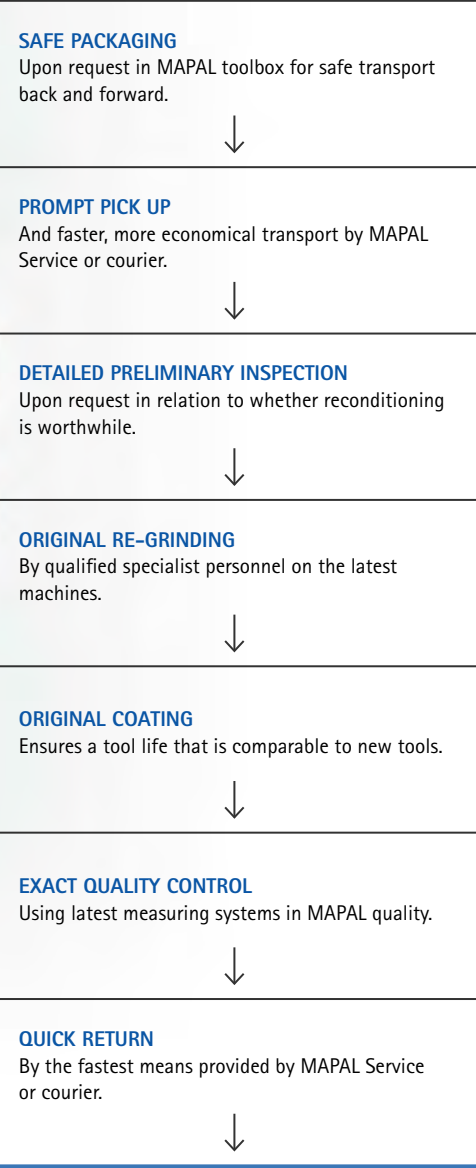 SAFE PACKAGING
Upon request in MAPAL toolbox for safe transport
back and forward.
PROMPT PICK UP
And faster, more economical transport by MAPAL
Service or courier.
DETAILED PRELIMINARY INSPECTION
Upon request in relation to whether reconditioning
is worthwhile.
ORIGINAL RE-GRINDING
By qualified specialist personnel on the latest
machines.
ORIGINAL COATING
Ensures a tool life that is comparable to new tools.
EXACT QUALITY CONTROL
Using latest measuring systems in MAPAL quality.
QUICK RETURN
By the fastest means provided by MAPAL Service
or courier.